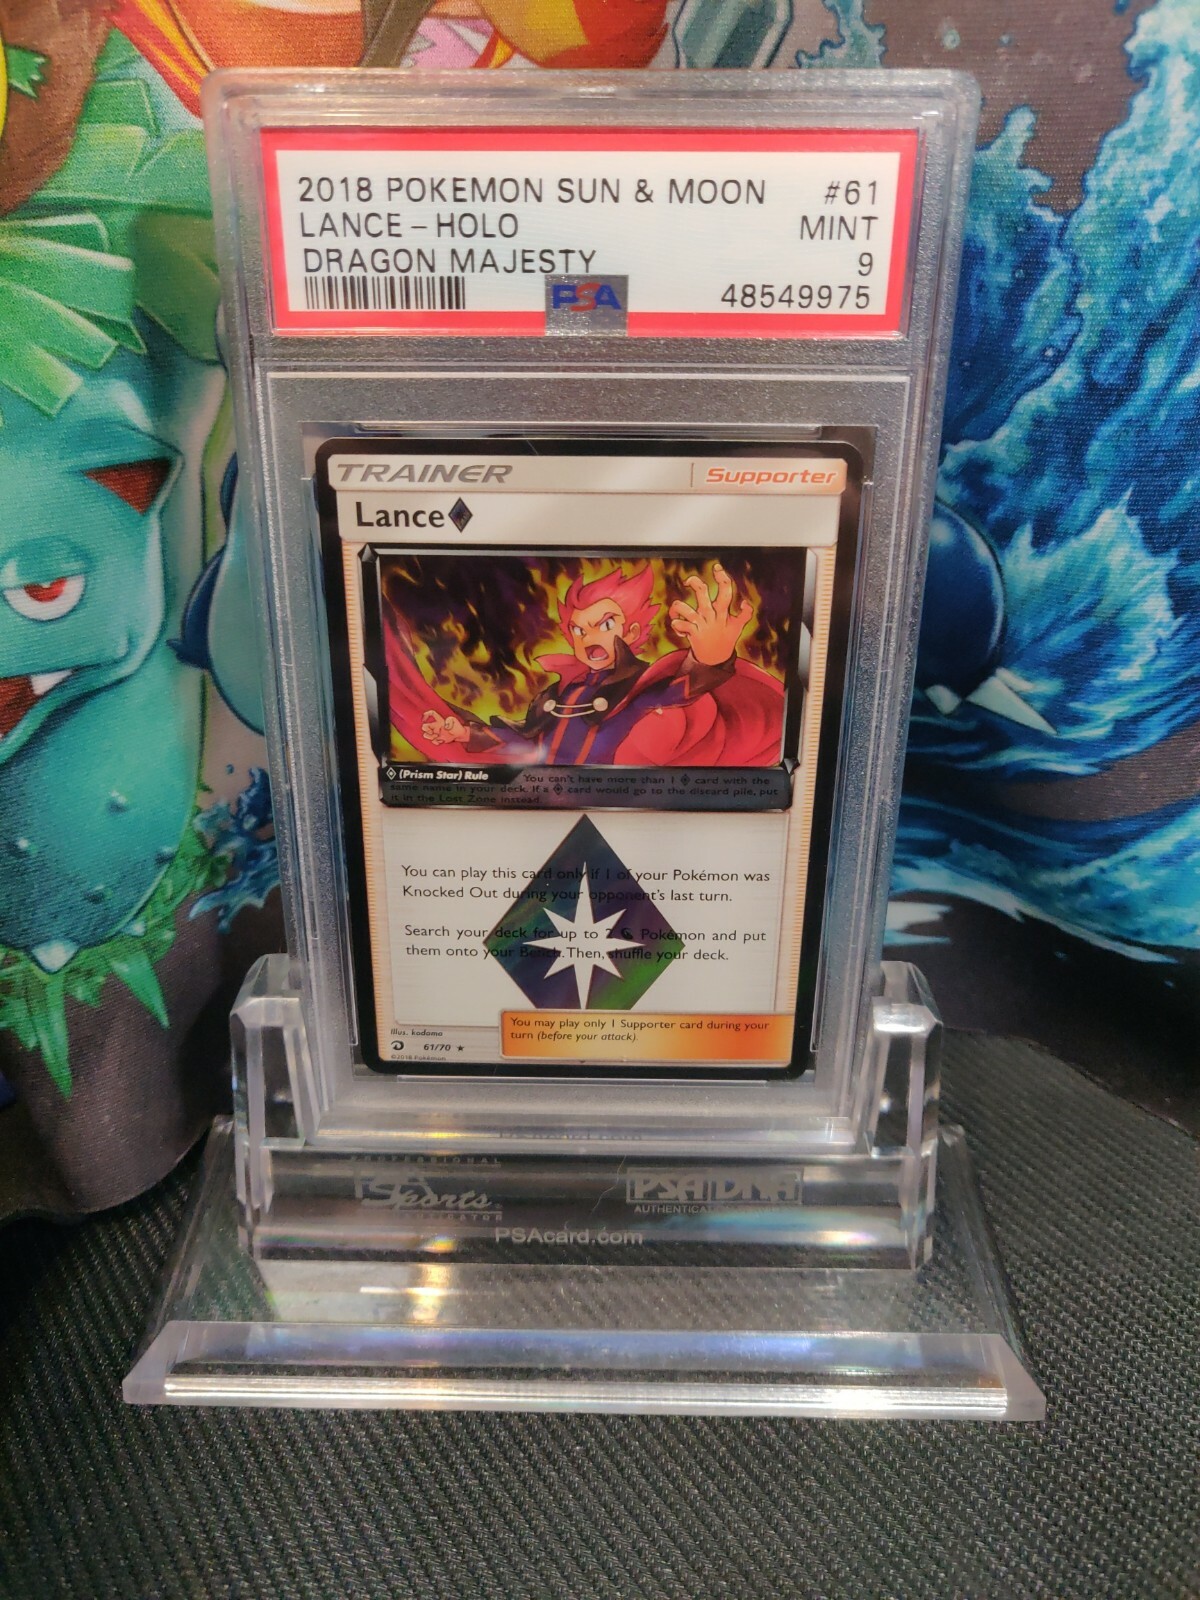 2018 POKEMON SUN & MOON #61
LANCE-HOLO MINT
DRAGON MAJESTY 9
PSA 48549975
TRAINER Supporter
Lance
(Prism Star) Rule You can't have more than 1 card with the
same name in your deck. If a card would go to the discard pile, put
it in the Lost Zone instead.
You can play this card only if 1 of your Pokémon was
Knocked Out during your opponent's last turn.
Search your deck for up to 2 Pokémon and put
them onto your Bench. Then, shuffle your deck.
You may play only 1 Supporter card during your
turn (before your attack).
Illus. kodama
61/70
©2018 Pokémon
PROFESSIONAL
Sports
PSA DNA
PSAcard.com